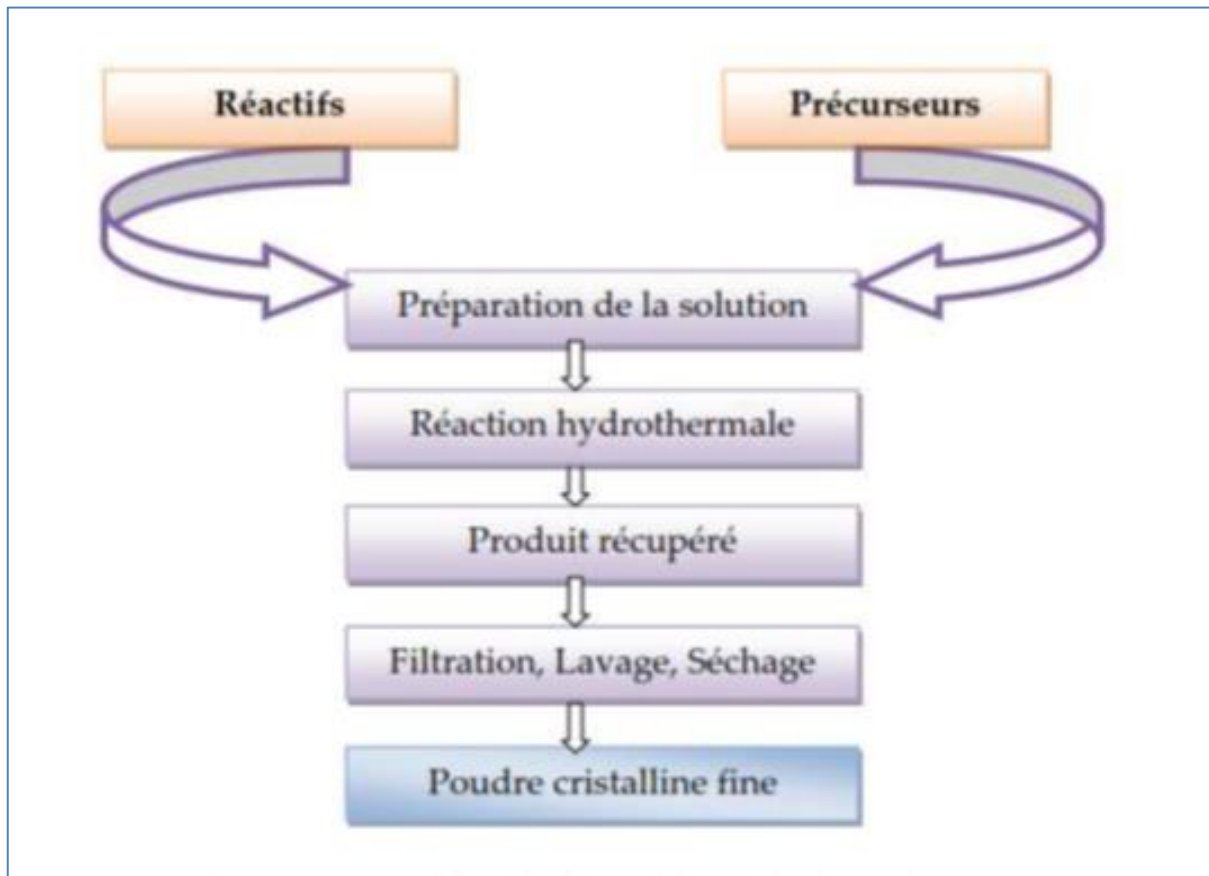 Réactifs
Précurseurs
Préparation de la solution
Réaction hydrothermale
Produit récupéré
Filtration, Lavage, Séchage
Poudre cristalline fine